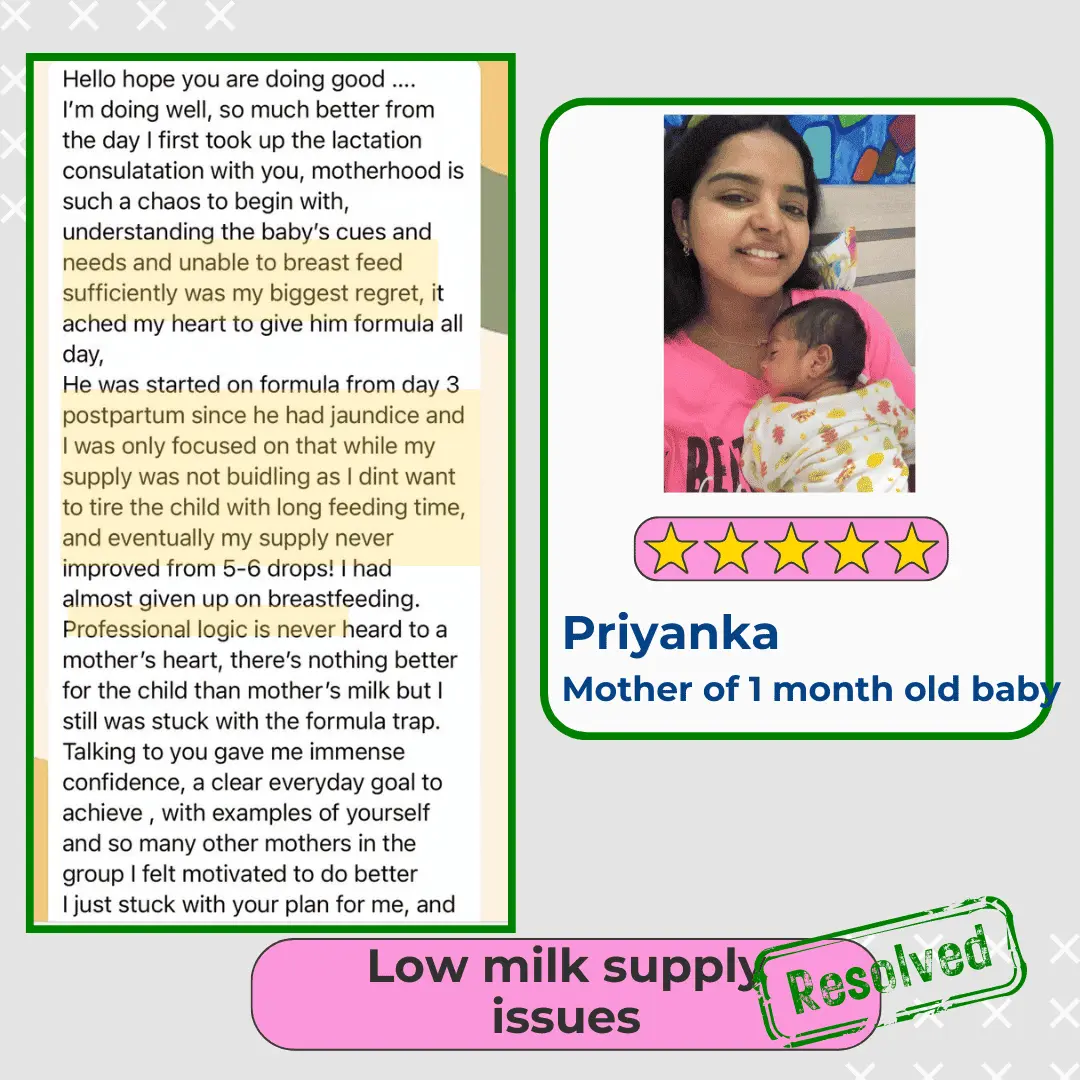 Hello hope you are doing good ....
I'm doing well, so much better from
the day I first took up the lactation
consulatation with you, motherhood is
such a chaos to begin with,
understanding the baby's cues and
needs and unable to breast feed
sufficiently was my biggest regret, it
ached my heart to give him formula all
day,
He was started on formula from day 3
postpartum since he had jaundice and
I was only focused on that while my
supply was not buidling as I dint want
to tire the child with long feeding time,
and eventually my supply never
improved from 5-6 drops! I had
almost given up on breastfeeding.
Professional logic is never heard to a
mother's heart, there's nothing better
for the child than mother's milk but I
still was stuck with the formula trap.
Talking to you gave me immense
confidence, a clear everyday goal to
achieve , with examples of yourself
and so many other mothers in the
group I felt motivated to do better
I just stuck with your plan for me, and
Priyanka
Mother of 1 month old baby
Low milk supply
issues
Resolved